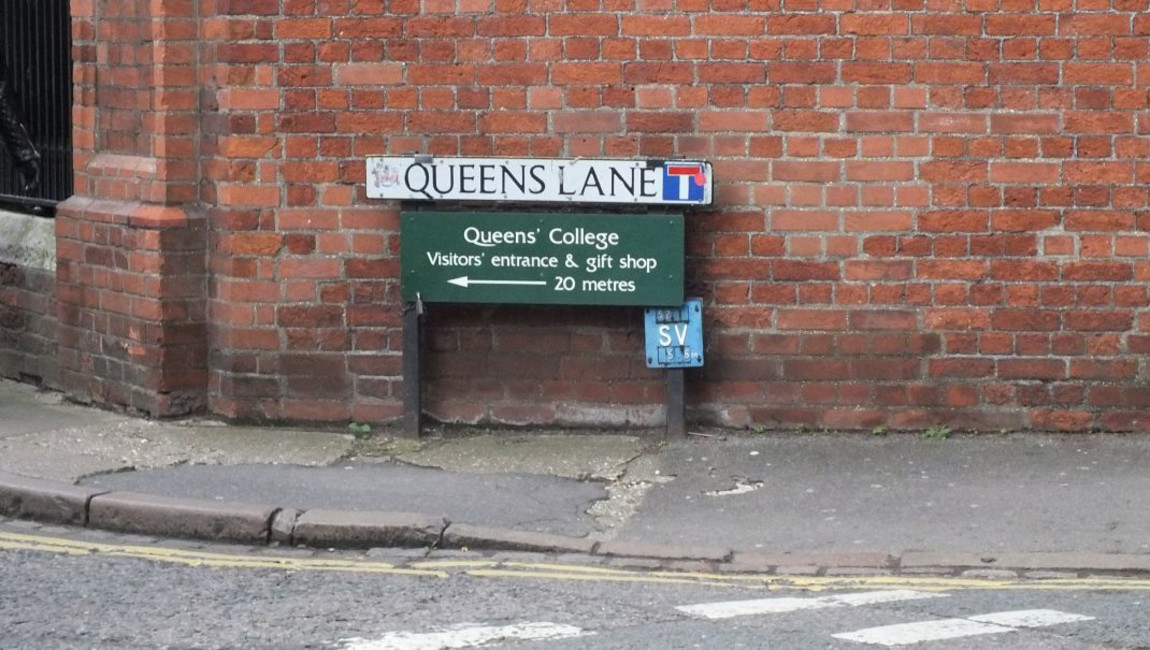 QUEENS LANE
Queens' College
Visitors' entrance & gift shop
20 metres
SV